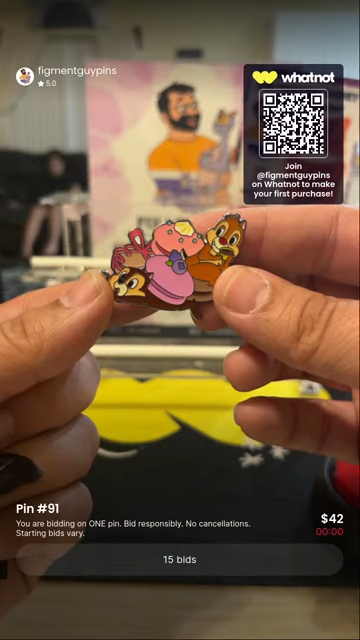 figmentguypins
★ 5.0
whatnot
Join
@figmentguypins
on Whatnot to make
your first purchase!
Pin #91
You are bidding on ONE pin. Bid responsibly. No cancellations.
Starting bids vary.
$42
00:00
15 bids